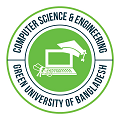 COMPUTER SCIENCE & ENGINEERING
GREEN UNIVERSITY OF BANGLADESH